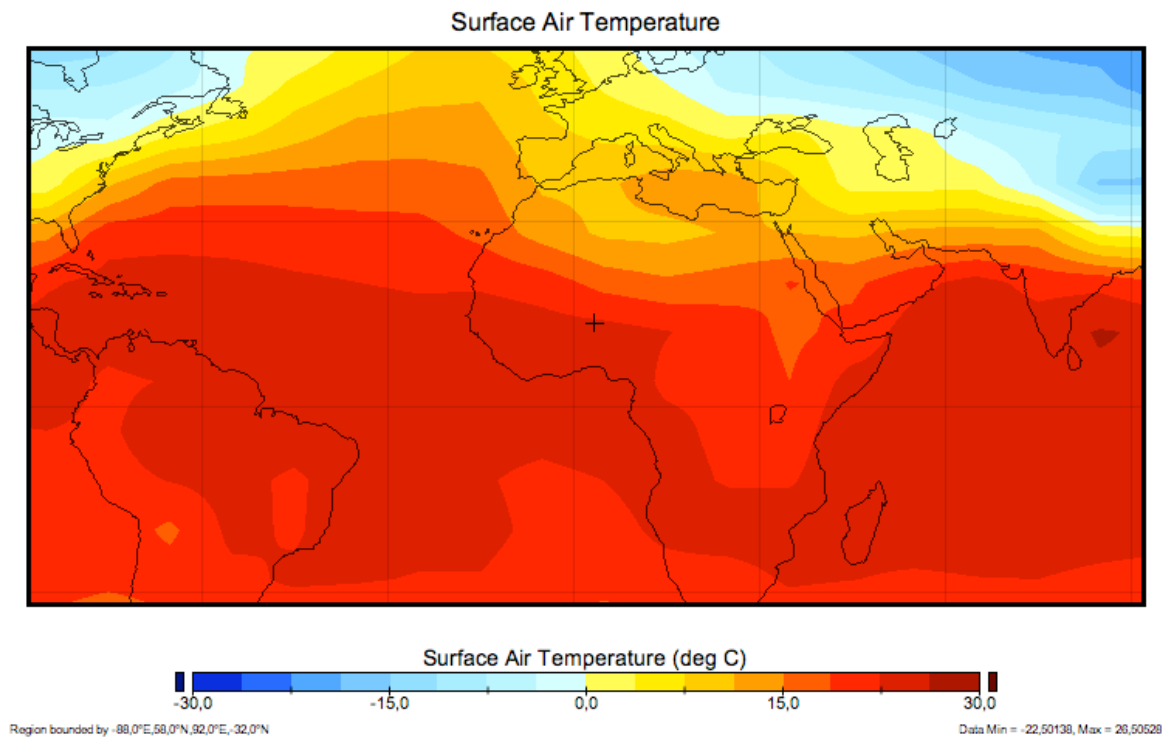 Surface Air Temperature
Surface Air Temperature (deg C)
-30,0 -15,0 0,0 15,0 30,0
Region bounded by -88,0°E,58,0°N,92,0°E,-32,0°N Data Min = -22,50138, Max = 26,50528